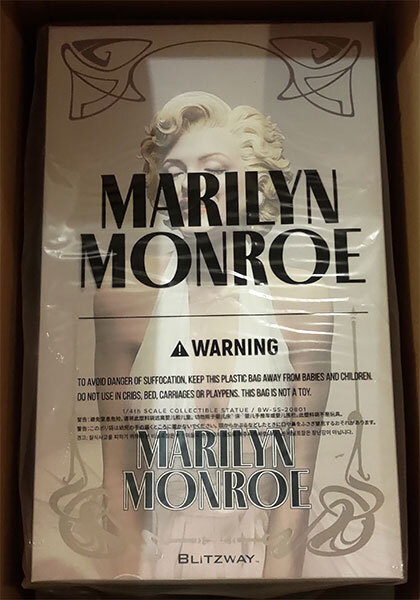 MARILYN
MONROE
WARNING
TO AVOID DANGER OF SUFFOCATION, KEEP THIS PLASTIC BAG AWAY FROM BABIES AND CHILDREN.
DO NOT USE IN CRIBS, BED, CARRIAGES OR PLAYPENS. THIS BAG IS NOT A TOY.
1/4th SCALE COLLECTIBLE STATUE / BW-SS-20801
MARILYN
MONROE
BLITZWAY™